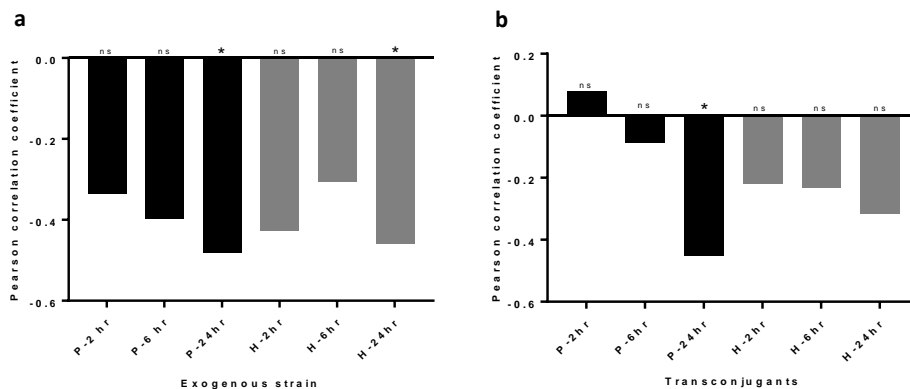 a
ns ns * ns ns *
0.0
-0.2
-0.4
-0.6
Pearson correlation coefficient
P-2hr
P-6 hr
P-24hr
H-2hr
H-6hr
H-24hr
Exogenous strain
b
0.2
0.0
-0.2
-0.4
-0.6
Pearson correlation coefficient
ns ns * ns ns ns
P-2hr
P-6hr
P-24hr
H-2hr
H-6hr
H-24hr
Transconjugants